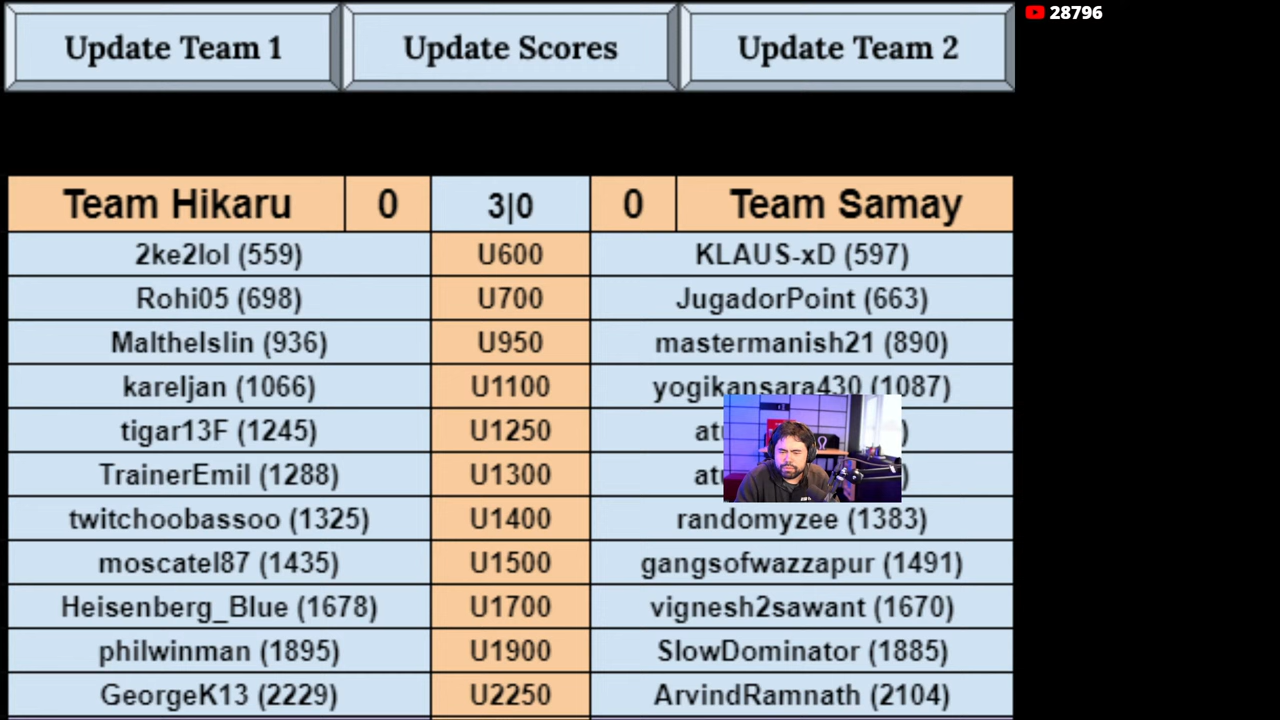 Update Team 1 Update Scores Update Team 2 28796
Team Hikaru 0 3|0 0 Team Samay
2ke2lol (559) U600 KLAUS-xD (597)
Rohi05 (698) U700 JugadorPoint (663)
MaltheIslin (936) U950 mastermanish21 (890)
kareljan (1066) U1100 yogikansara430 (1087)
tigar13F (1245) U1250
TrainerEmil (1288) U1300
twitchoobassoo (1325) U1400 randomyzee (1383)
moscatel87 (1435) U1500 gangsofwazzapur (1491)
Heisenberg_Blue (1678) U1700 vignesh2sawant (1670)
philwinman (1895) U1900 SlowDominator (1885)
GeorgeK13 (2229) U2250 ArvindRamnath (2104)